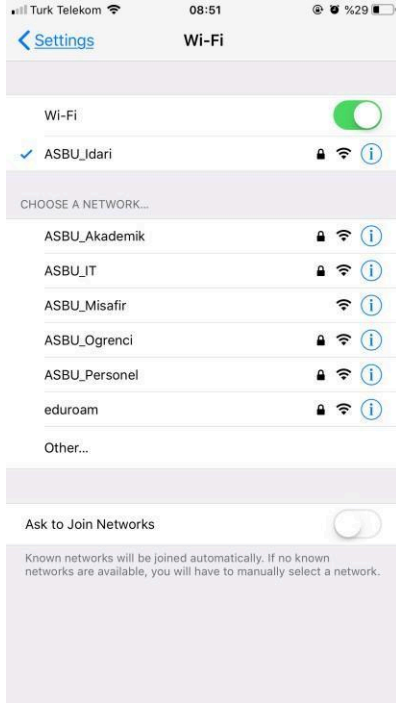 Turk Telekom 08:51 %29
Settings Wi-Fi
Wi-Fi
ASBU_Idari
CHOOSE A NETWORK...
ASBU_Akademik
ASBU_IT
ASBU_Misafir
ASBU_Ogrenci
ASBU_Personel
eduroam
Other...
Ask to Join Networks
Known networks will be joined automatically. If no known
networks are available, you will have to manually select a network.